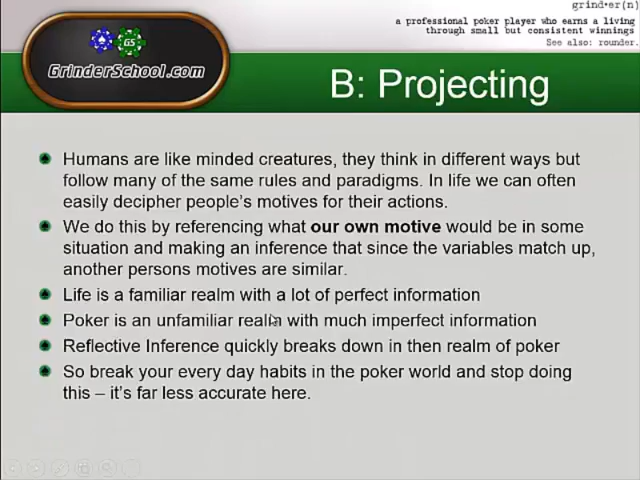 grind•er(n)
a professional poker player who earns a living
through small but consistent winnings
See also: rounder.
GS
GrinderSchool.com
B: Projecting
Humans are like minded creatures, they think in different ways but
follow many of the same rules and paradigms. In life we can often
easily decipher people's motives for their actions.
We do this by referencing what our own motive would be in some
situation and making an inference that since the variables match up,
another persons motives are similar.
Life is a familiar realm with a lot of perfect information
Poker is an unfamiliar realm with much imperfect information
Reflective Inference quickly breaks down in then realm of poker
So break your every day habits in the poker world and stop doing
this – it's far less accurate here.